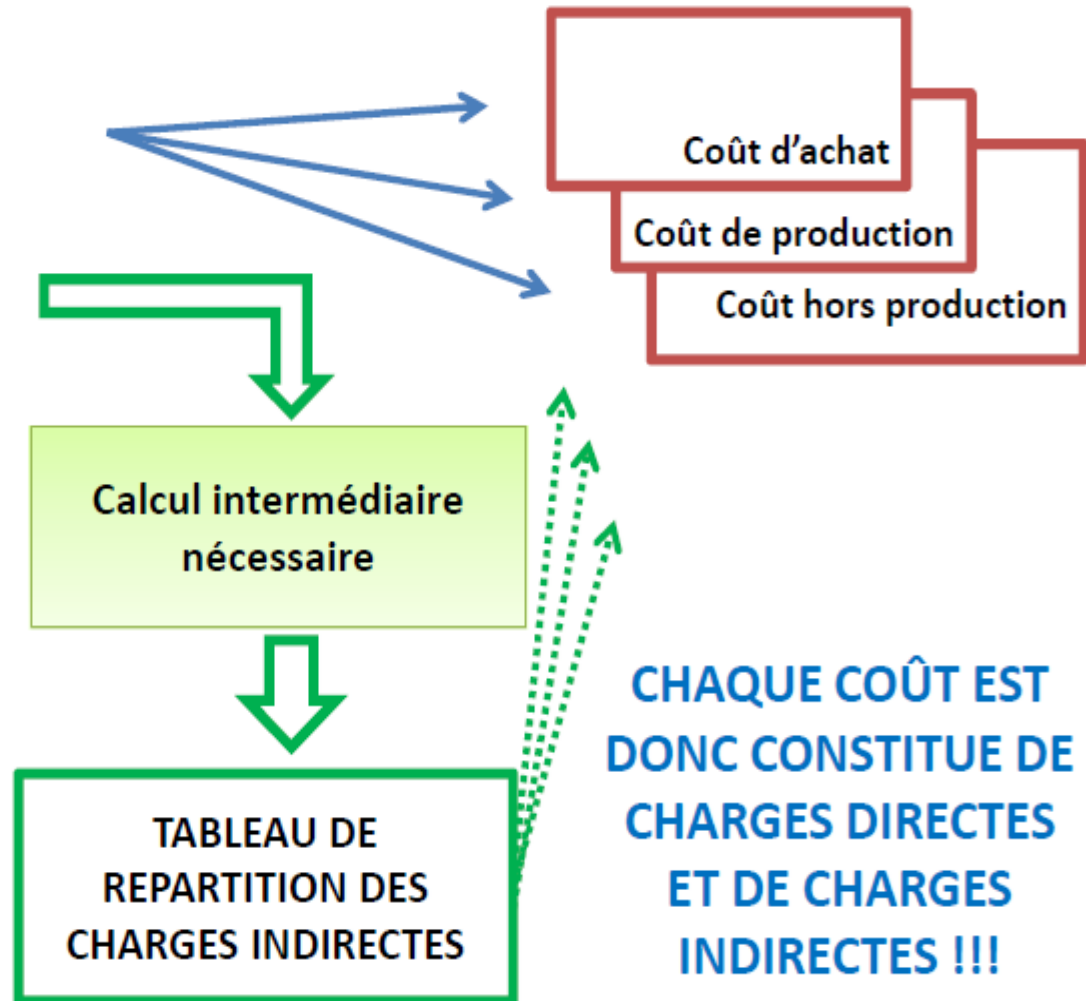 Coût d’achat
Coût de production
Coût hors production
Calcul intermédiaire
nécessaire
TABLEAU DE
REPARTITION DES
CHARGES INDIRECTES
CHAQUE COÛT EST
DONC CONSTITUE DE
CHARGES DIRECTES
ET DE CHARGES
INDIRECTES !!!